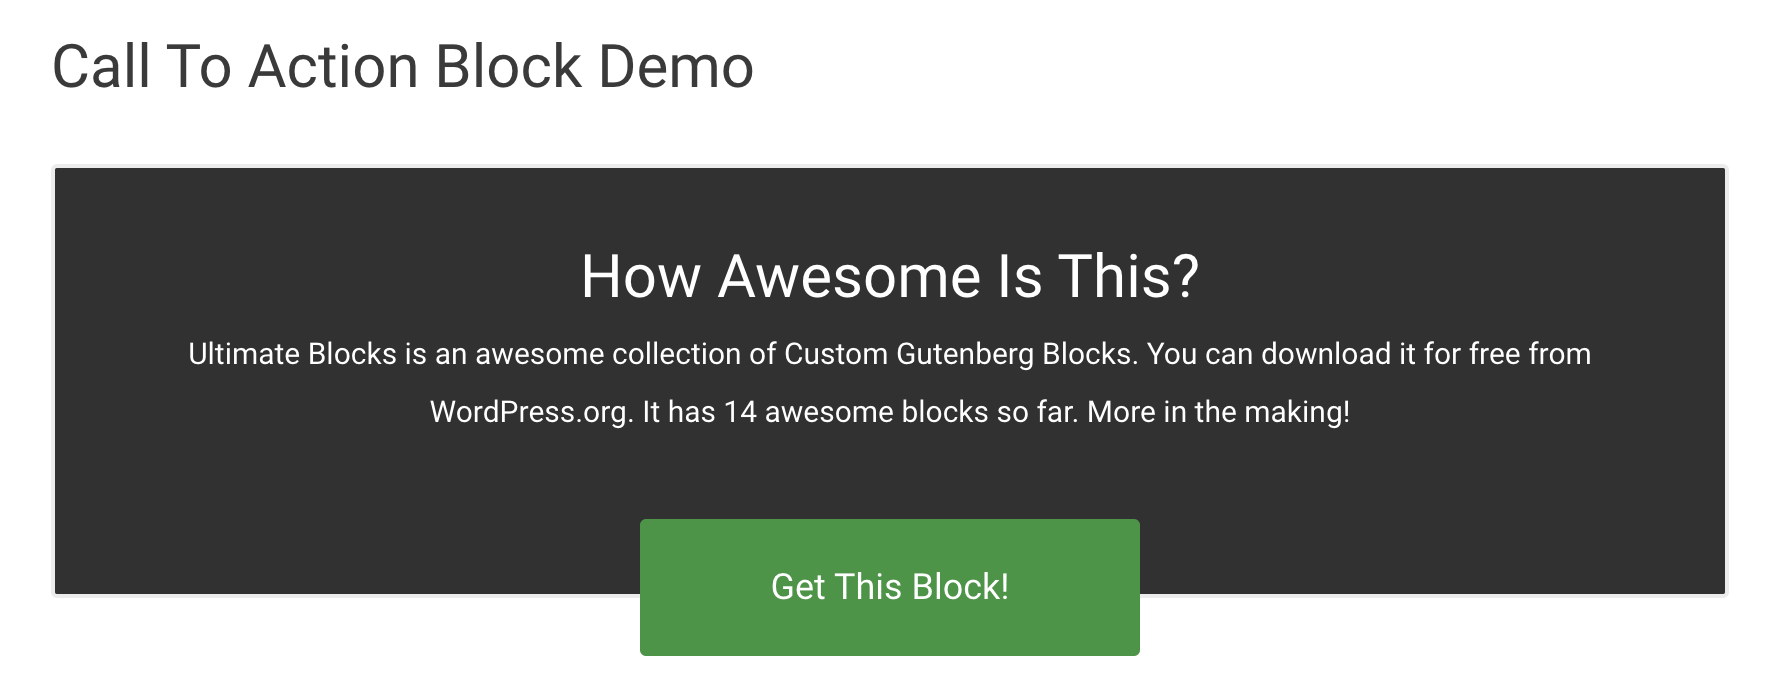 Call To Action Block Demo
How Awesome Is This?
Ultimate Blocks is an awesome collection of Custom Gutenberg Blocks. You can download it for free from
WordPress.org. It has 14 awesome blocks so far. More in the making!
Get This Block!